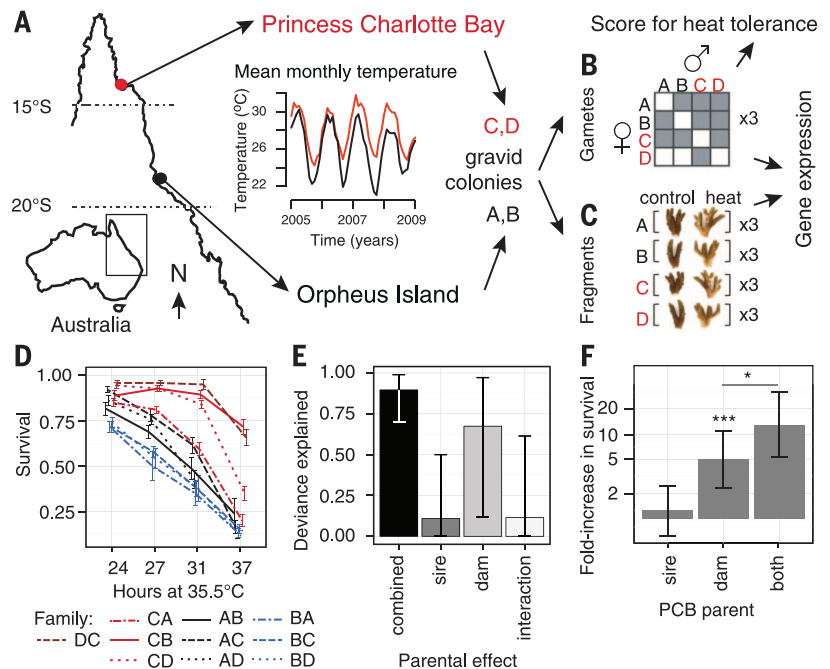 A
Princess Charlotte Bay
Score for heat tolerance
Mean monthly temperature
Temperature (ºC)
30
26
22
2005 2007 2009
Time (years)
15°S
20°S
Australia
N
Orpheus Island
C,D
gravid
colonies
A,B
B
Gametes
♂
A B C D
♀
A
B
C
D
x3
C
Fragments
control heat
A x3
B x3
C x3
D x3
Gene expression
D
Survival
1.00
0.75
0.50
0.25
24 27 31 37
Hours at 35.5°C
Family:
DC
CA
CB
CD
AB
AC
AD
BA
BC
BD
E
Deviance explained
1.00
0.75
0.50
0.25
0.00
combined
sire
dam
interaction
Parental effect
F
Fold-increase in survival
20
10
5
2
***
*
sire dam both
PCB parent